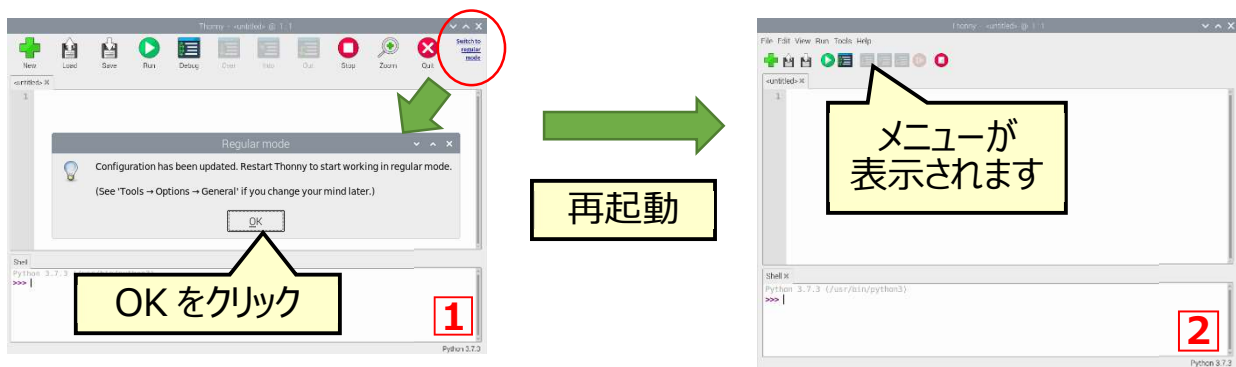 Thonny - <untitled> @ 1:1
Switch to
regular
mode
New Load Save Run Debug Over Into Out Stop Zoom Quit
<untitled> ×
1
Regular mode
Configuration has been updated. Restart Thonny to start working in regular mode.
(See 'Tools → Options → General' if you change your mind later.)
OK
OK をクリック
Shell
Python 3.7.3
>>>
1
Python 3.7.3
再起動
Thonny - <untitled> @ 1:1
File Edit View Run Tools Help
<untitled> ×
1
メニューが
表示されます
Shell ×
Python 3.7.3 (/usr/bin/python3)
>>>
2
Python 3.7.3